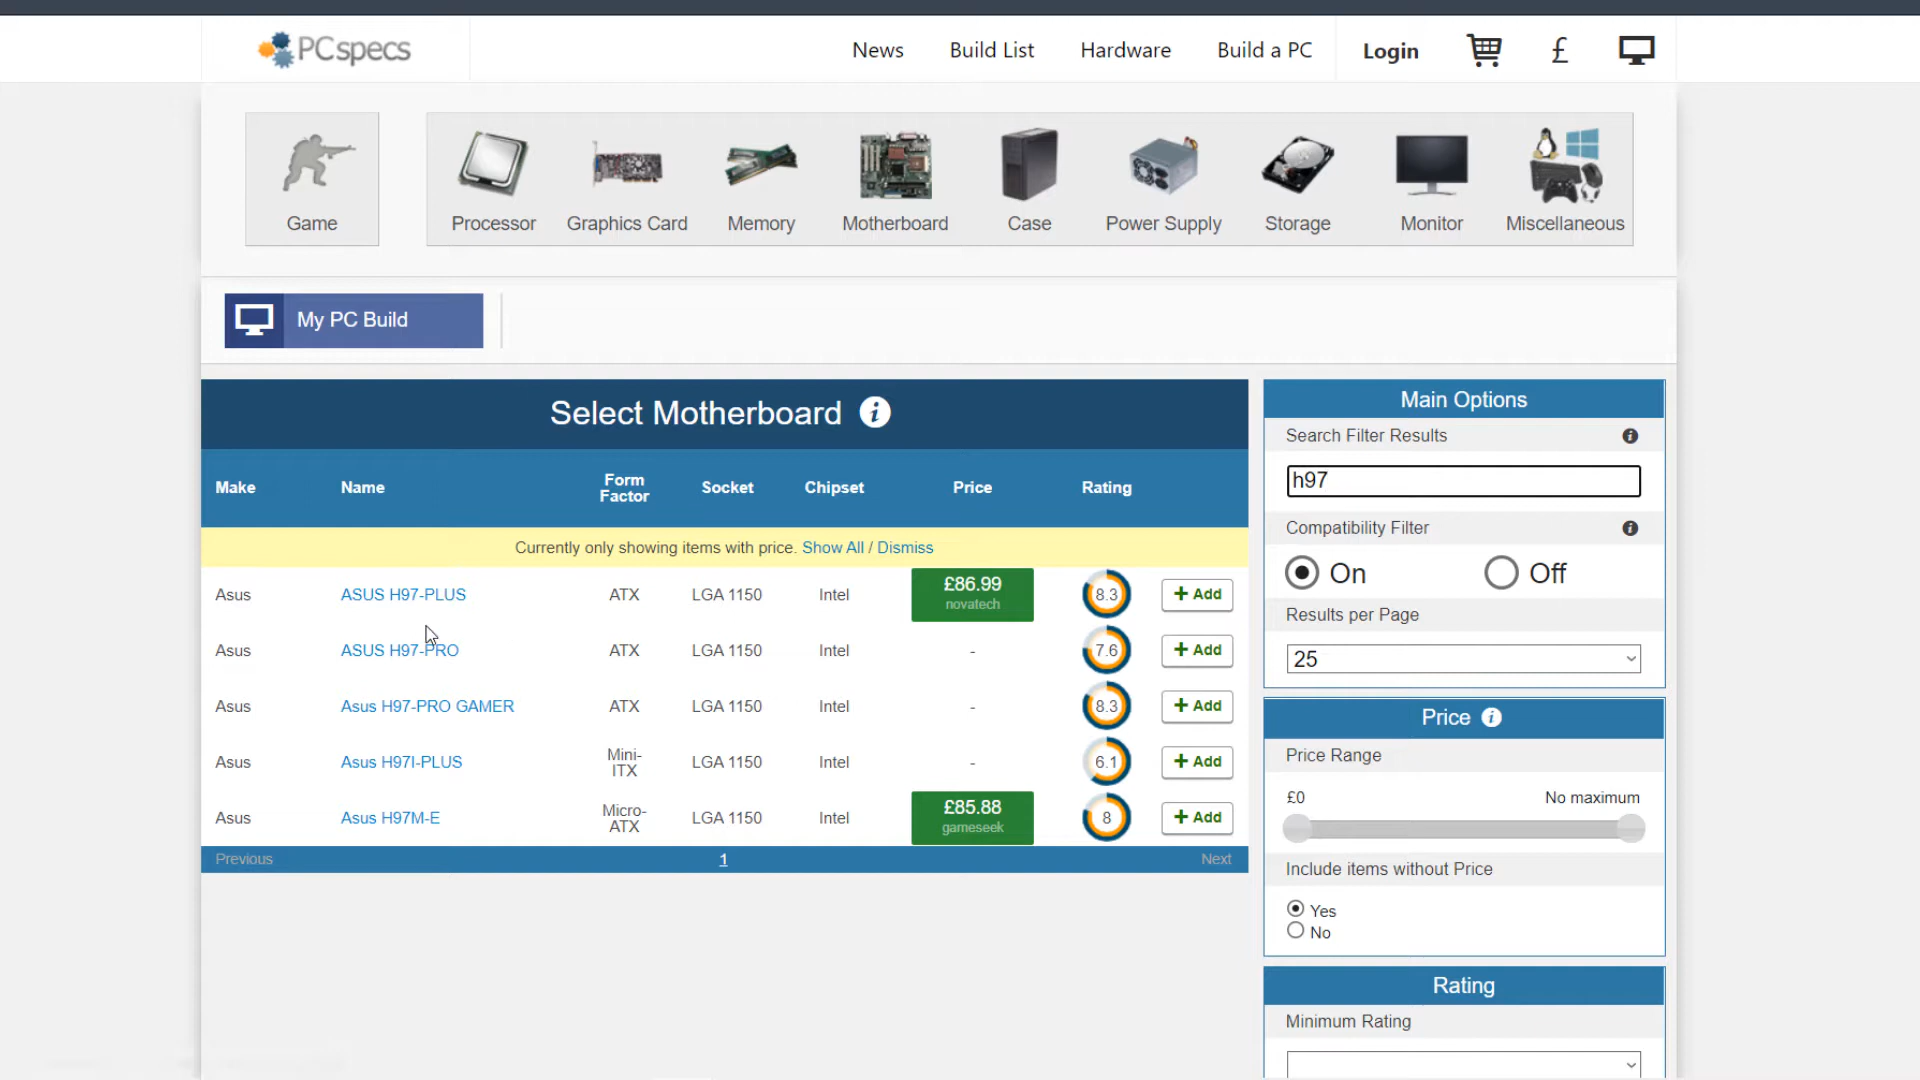 PCspecs
News Build List Hardware Build a PC Login £
Game Processor Graphics Card Memory Motherboard Case Power Supply Storage Monitor Miscellaneous
My PC Build
Select Motherboard i
Make Name Form Factor Socket Chipset Price Rating
Currently only showing items with price. Show All / Dismiss
Asus ASUS H97-PLUS ATX LGA 1150 Intel £86.99 novatech 8.3 + Add
Asus ASUS H97-PRO ATX LGA 1150 Intel - 7.6 + Add
Asus Asus H97-PRO GAMER ATX LGA 1150 Intel - 8.3 + Add
Asus Asus H97I-PLUS Mini-ITX LGA 1150 Intel - 6.1 + Add
Asus Asus H97M-E Micro-ATX LGA 1150 Intel £85.88 gameseek 8 + Add
Previous 1 Next
Main Options
Search Filter Results i
h97
Compatibility Filter i
On Off
Results per Page
25
Price i
Price Range
£0 No maximum
Include items without Price
Yes
No
Rating
Minimum Rating